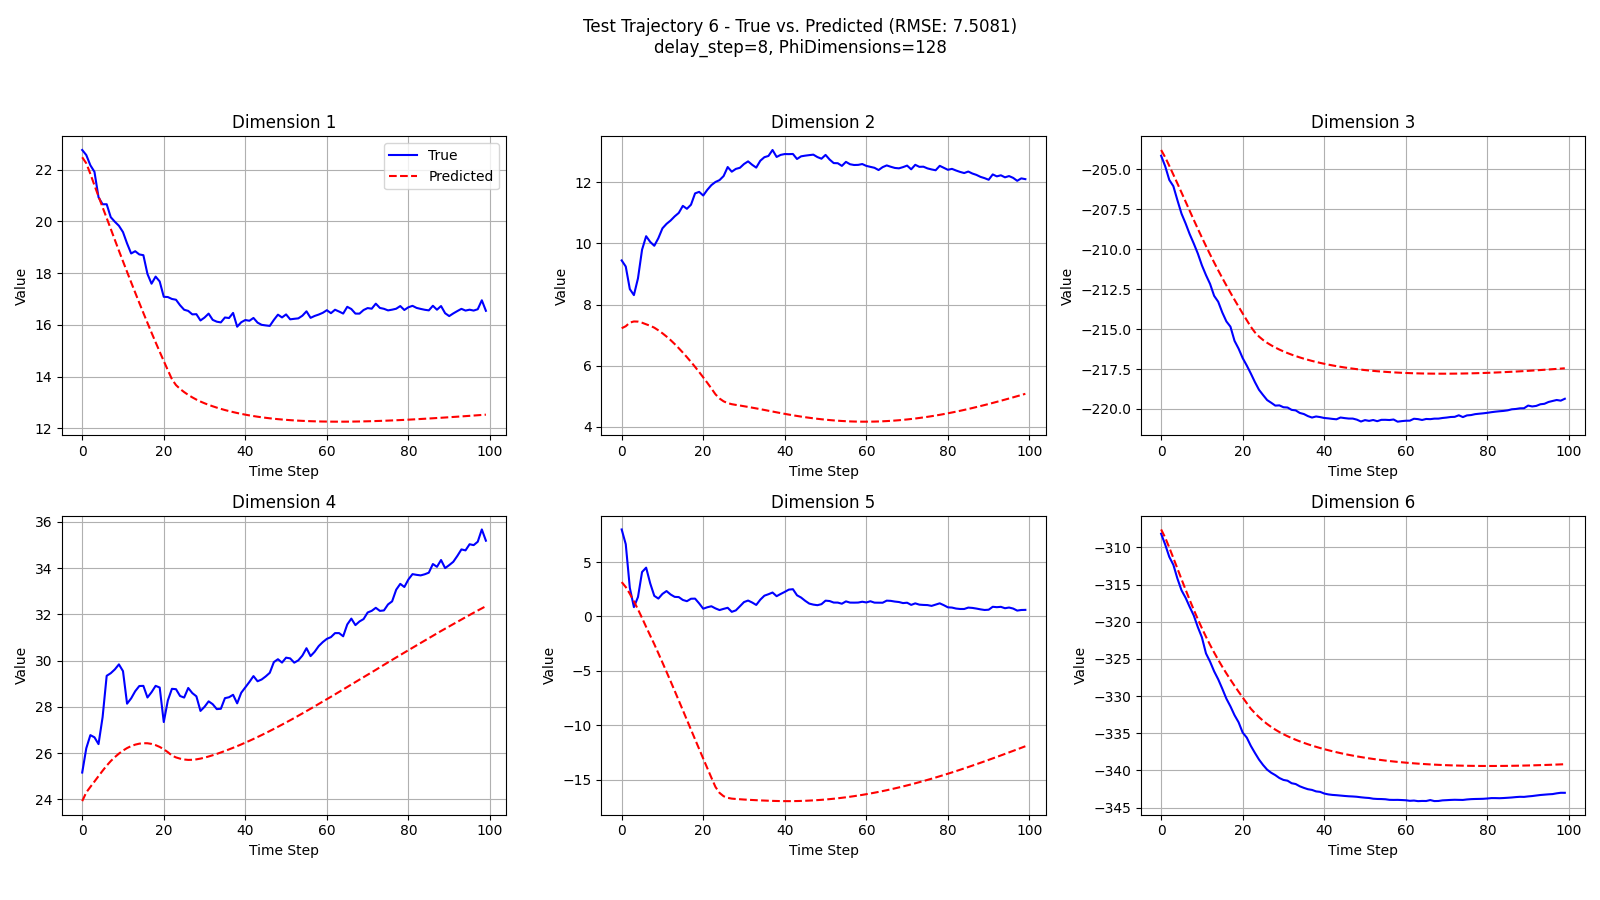 Test Trajectory 6 - True vs. Predicted (RMSE: 7.5081)
delay_step=8, PhiDimensions=128
Dimension 1
True
Predicted
Value
22
20
18
16
14
12
0 20 40 60 80 100
Time Step
Dimension 2
Value
12
10
8
6
4
0 20 40 60 80 100
Time Step
Dimension 3
Value
−205.0
−207.5
−210.0
−212.5
−215.0
−217.5
−220.0
0 20 40 60 80 100
Time Step
Dimension 4
Value
36
34
32
30
28
26
24
0 20 40 60 80 100
Time Step
Dimension 5
Value
5
0
−5
−10
−15
0 20 40 60 80 100
Time Step
Dimension 6
Value
−310
−315
−320
−325
−330
−335
−340
−345
0 20 40 60 80 100
Time Step